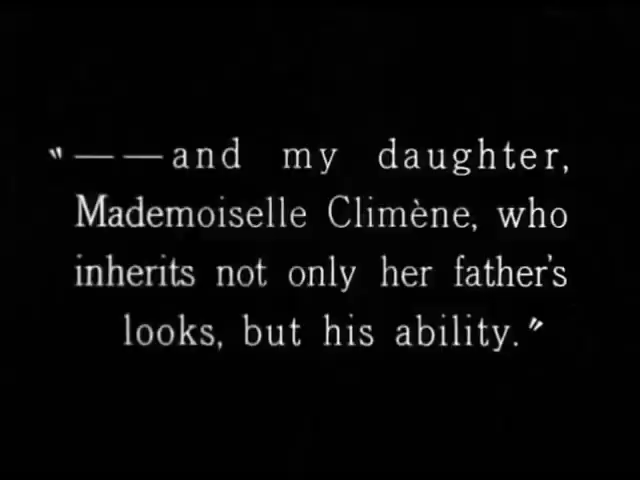 "——and my daughter,
Mademoiselle Climène, who
inherits not only her father's
looks, but his ability."